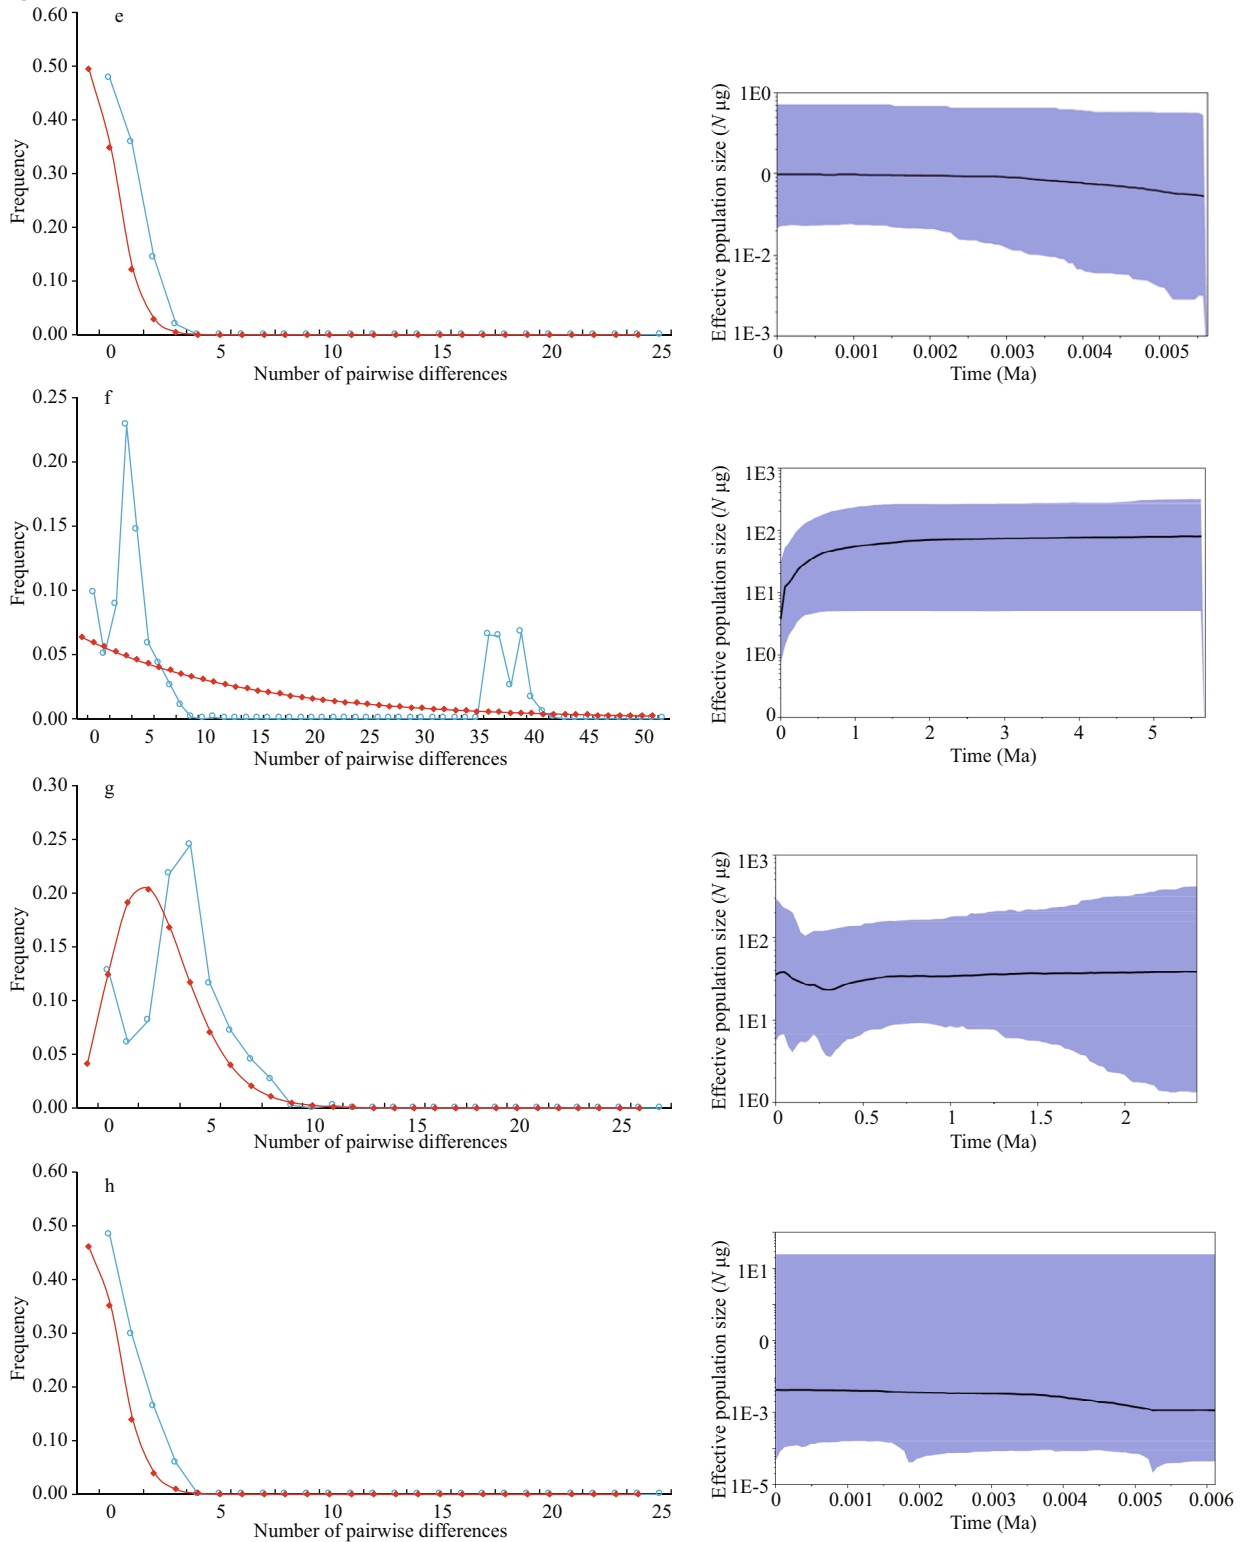 e
0.60
0.50
0.40
0.30
0.20
0.10
0.00
Frequency
0 5 10 15 20 25
Number of pairwise differences
1E0
0
1E-2
1E-3
Effective population size (N μg)
0 0.001 0.002 0.003 0.004 0.005
Time (Ma)
f
0.25
0.20
0.15
0.10
0.05
0.00
Frequency
0 5 10 15 20 25 30 35 40 45 50
Number of pairwise differences
1E3
1E2
1E1
1E0
0
Effective population size (N μg)
0 1 2 3 4 5
Time (Ma)
g
0.30
0.25
0.20
0.15
0.10
0.05
0.00
Frequency
0 5 10 15 20 25
Number of pairwise differences
1E3
1E2
1E1
1E0
Effective population size (N μg)
0 0.5 1 1.5 2
Time (Ma)
h
0.60
0.50
0.40
0.30
0.20
0.10
0.00
Frequency
0 5 10 15 20 25
Number of pairwise differences
1E1
0
1E-3
1E-5
Effective population size (N μg)
0 0.001 0.002 0.003 0.004 0.005 0.006
Time (Ma)